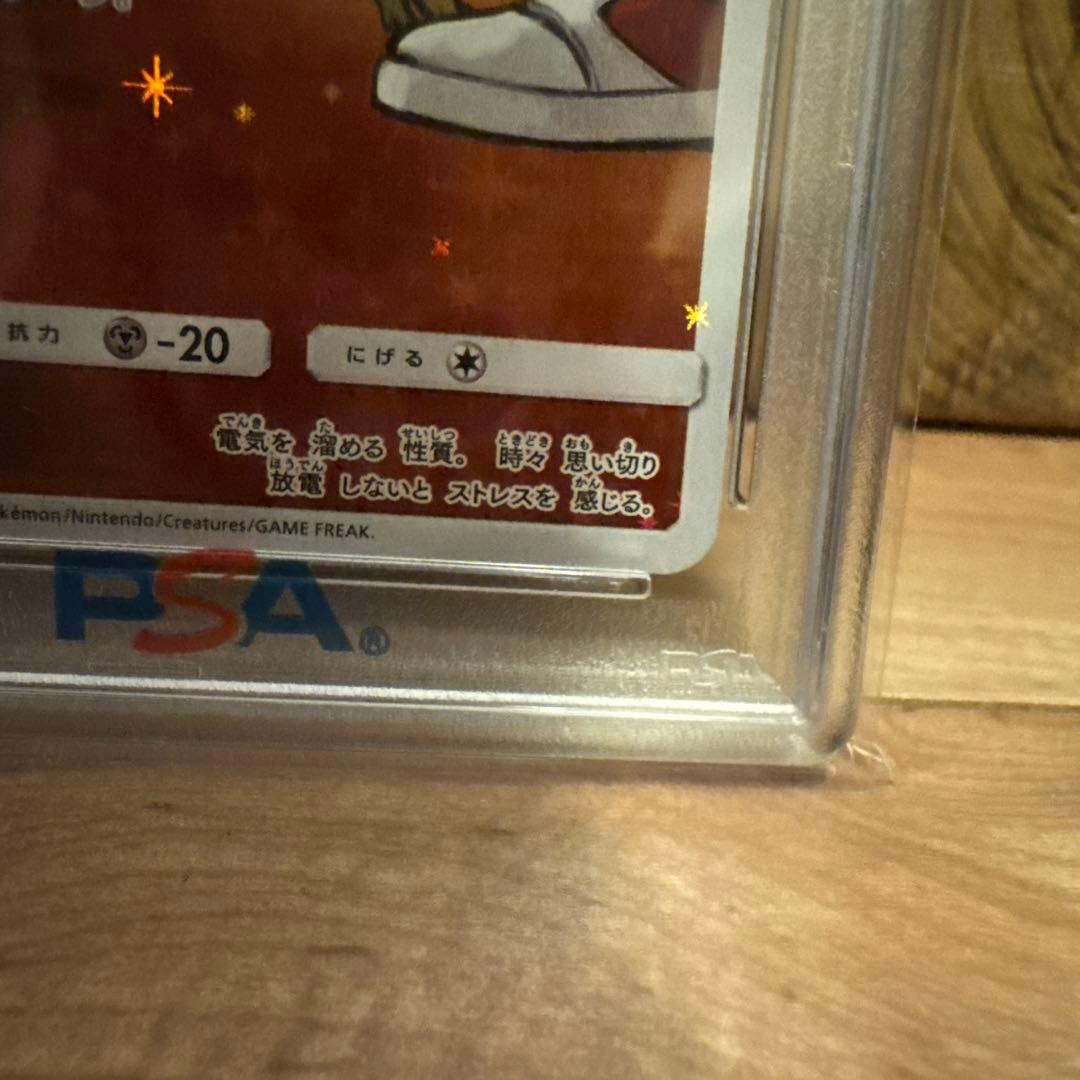 抗力 -20
にげる
電気を 溜める 性質。 時々 思い切り
放電 しないと ストレスを 感じる。
kémon/Nintendo/Creatures/GAME FREAK.
PSA®
PSA